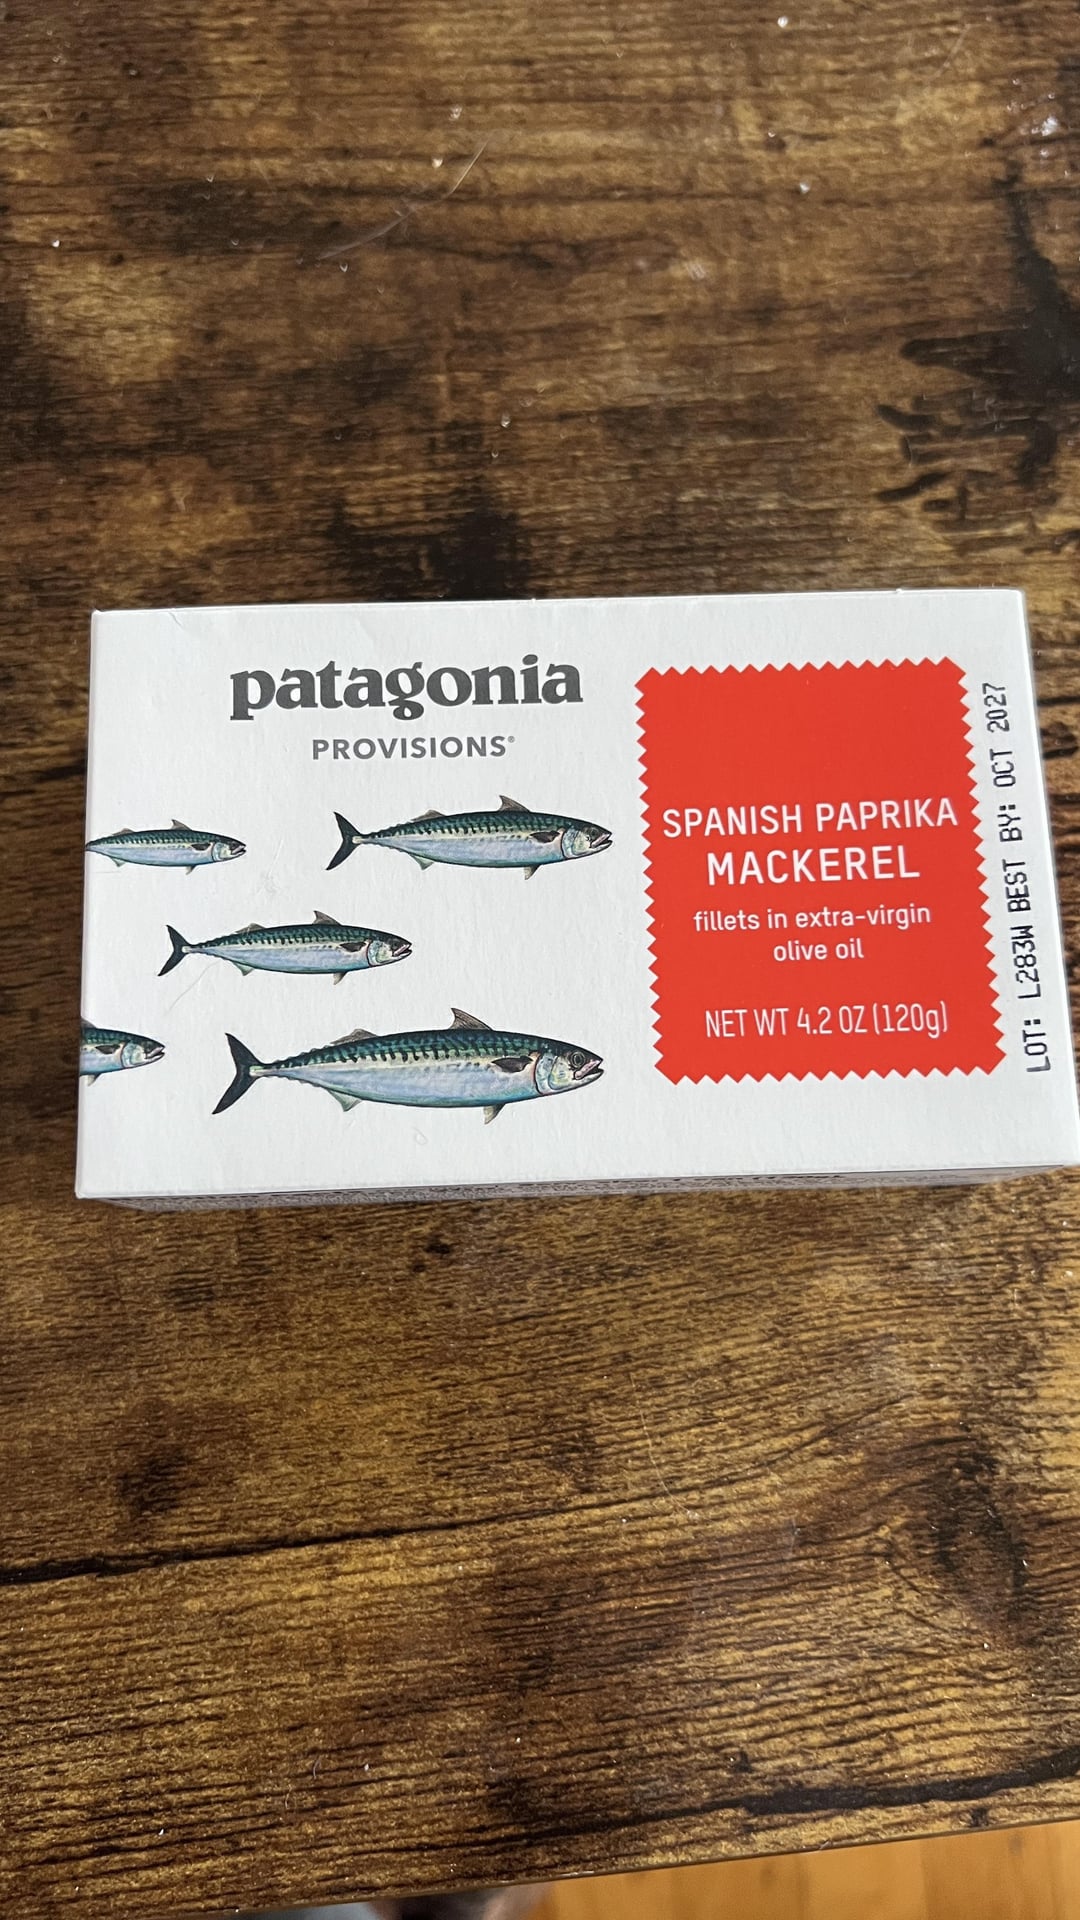 patagonia
PROVISIONS®
SPANISH PAPRIKA
MACKEREL
fillets in extra-virgin
olive oil
NET WT 4.2 OZ (120g)
LOT: L283W BEST BY: OCT 2027